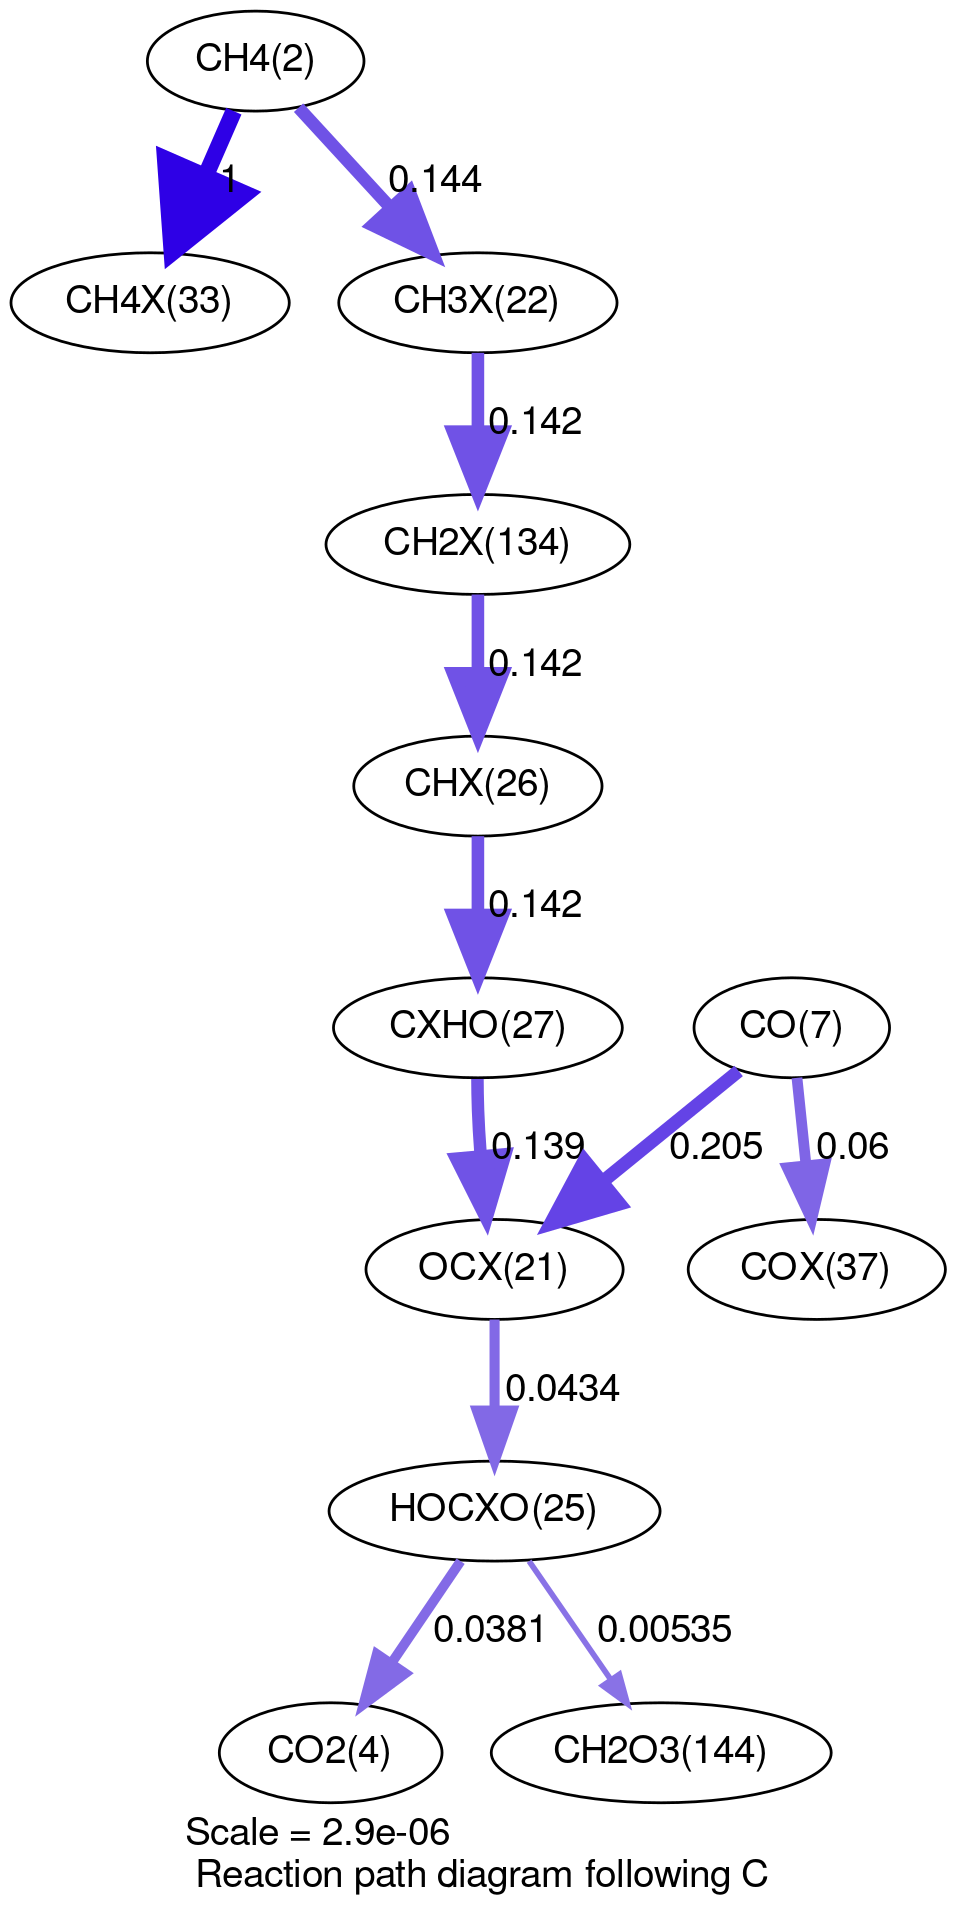 CH4(2)
1
0.144
CH4X(33)
CH3X(22)
0.142
CH2X(134)
0.142
CHX(26)
0.142
CXHO(27)
CO(7)
0.139
0.205
0.06
OCX(21)
COX(37)
0.0434
HOCXO(25)
0.0381
0.00535
CO2(4)
CH2O3(144)
Scale = 2.9e-06
Reaction path diagram following C